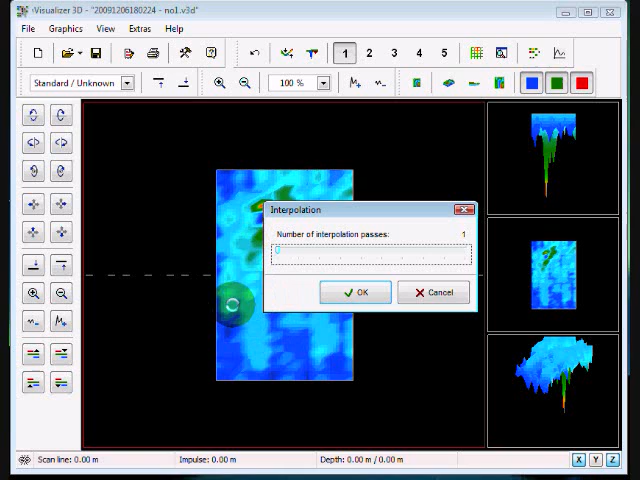 Visualizer 3D - "20091206180224 - no1.v3d"
File Graphics View Extras Help
1 2 3 4 5
Standard / Unknown 100 %
Interpolation
Number of interpolation passes: 1
OK Cancel
Scan line: 0.00 m Impulse: 0.00 m Depth: 0.00 m / 0.00 m X Y Z